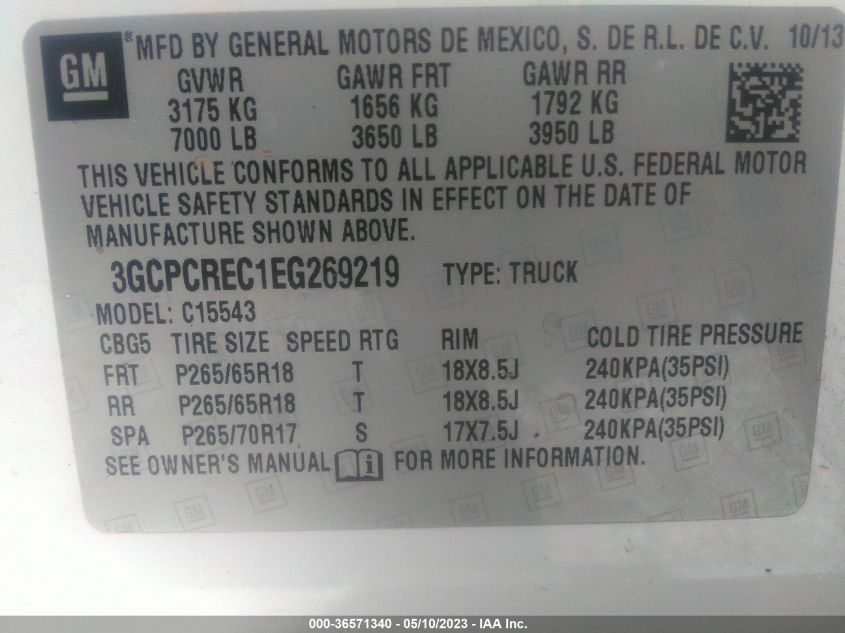 GM ® MFD BY GENERAL MOTORS DE MEXICO, S. DE R.L. DE C.V. 10/13
GVWR GAWR FRT GAWR RR
3175 KG 1656 KG 1792 KG
7000 LB 3650 LB 3950 LB
THIS VEHICLE CONFORMS TO ALL APPLICABLE U.S. FEDERAL MOTOR
VEHICLE SAFETY STANDARDS IN EFFECT ON THE DATE OF
MANUFACTURE SHOWN ABOVE.
3GCPCREC1EG269219 TYPE: TRUCK
MODEL: C15543
CBG5 TIRE SIZE SPEED RTG RIM COLD TIRE PRESSURE
FRT P265/65R18 T 18X8.5J 240KPA(35PSI)
RR P265/65R18 T 18X8.5J 240KPA(35PSI)
SPA P265/70R17 S 17X7.5J 240KPA(35PSI)
SEE OWNER'S MANUAL i FOR MORE INFORMATION.
000-36571340 - 05/10/2023 - IAA Inc.